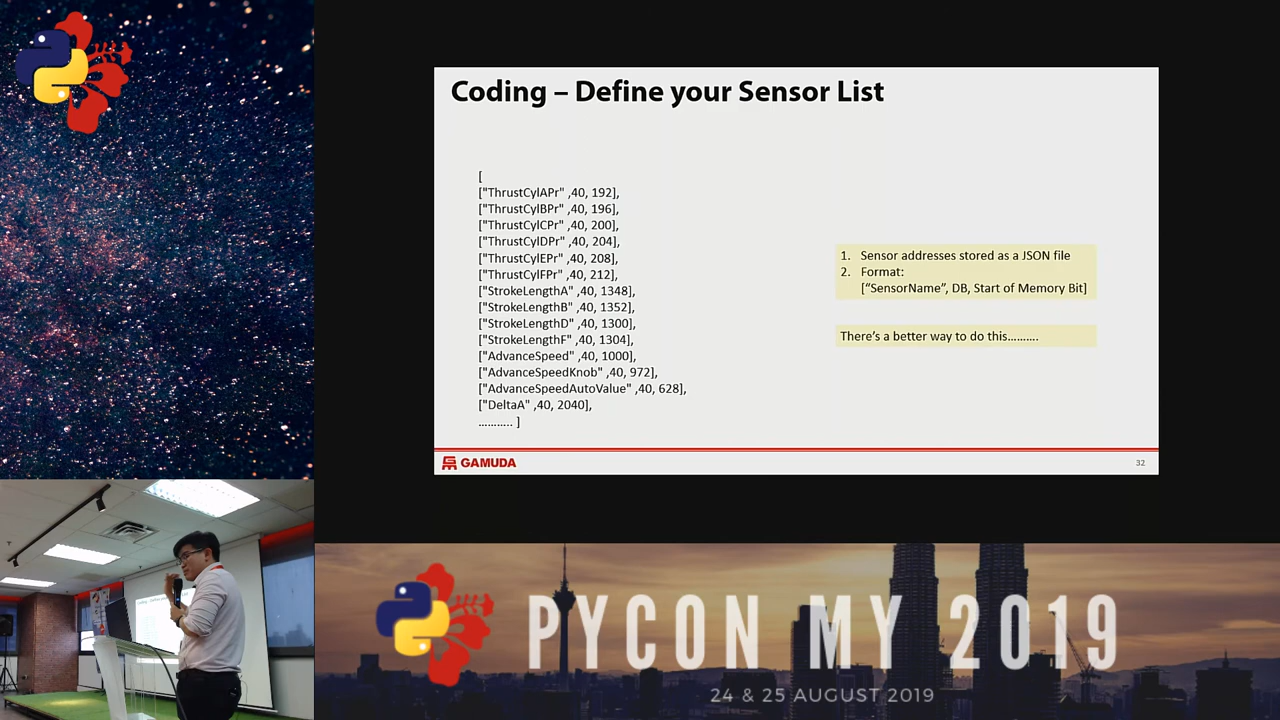 Coding – Define your Sensor List
[
["ThrustCylAPr" ,40, 192],
["ThrustCylBPr" ,40, 196],
["ThrustCylCPr" ,40, 200],
["ThrustCylDPr" ,40, 204],
["ThrustCylEPr" ,40, 208],
["ThrustCylFPr" ,40, 212],
["StrokeLengthA" ,40, 1348],
["StrokeLengthB" ,40, 1352],
["StrokeLengthD" ,40, 1300],
["StrokeLengthF" ,40, 1304],
["AdvanceSpeed" ,40, 1000],
["AdvanceSpeedKnob" ,40, 972],
["AdvanceSpeedAutoValue" ,40, 628],
["DeltaA" ,40, 2040],
……….. ]
1. Sensor addresses stored as a JSON file
2. Format:
[“SensorName”, DB, Start of Memory Bit]
There’s a better way to do this……….
GAMUDA
32
PYCON MY 2019
24 & 25 AUGUST 2019